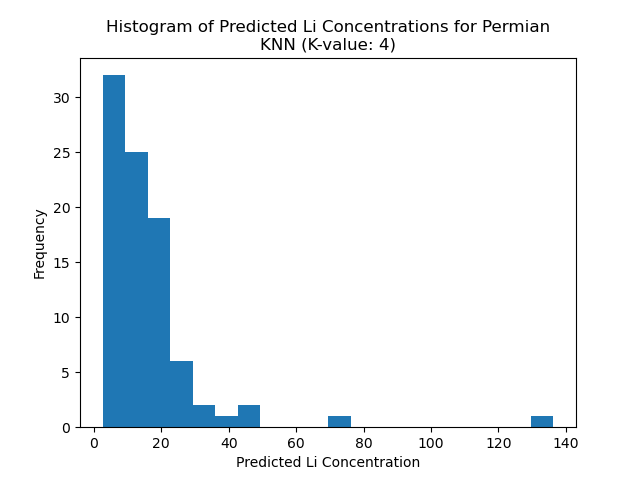 Histogram of Predicted Li Concentrations for Permian
KNN (K-value: 4)
30
25
20
15
10
5
0
Frequency
0 20 40 60 80 100 120 140
Predicted Li Concentration